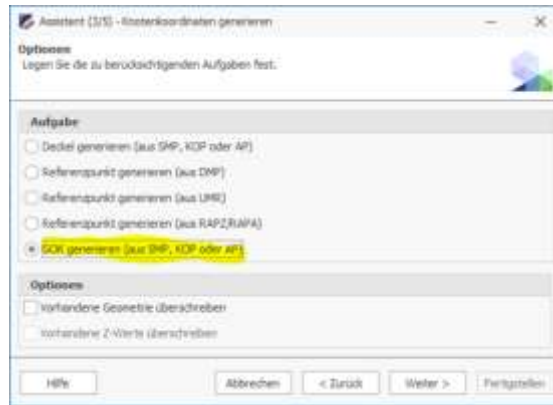 Assistent (3/5) - Knotenkoordinaten generieren
Optionen
Legen Sie die zu berücksichtigenden Aufgaben fest.
Aufgabe
Deckel generieren (aus SMP, KOP oder AP)
Referenzpunkt generieren (aus DMP)
Referenzpunkt generieren (aus UMR)
Referenzpunkt generieren (aus RAPZ/RAPA)
GOK generieren (aus SMP, KOP oder AP)
Optionen
Vorhandene Geometrie überschreiben
Vorhandene Z-Werte überschreiben
Hilfe
Abbrechen
< Zurück
Weiter >
Fertigstellen